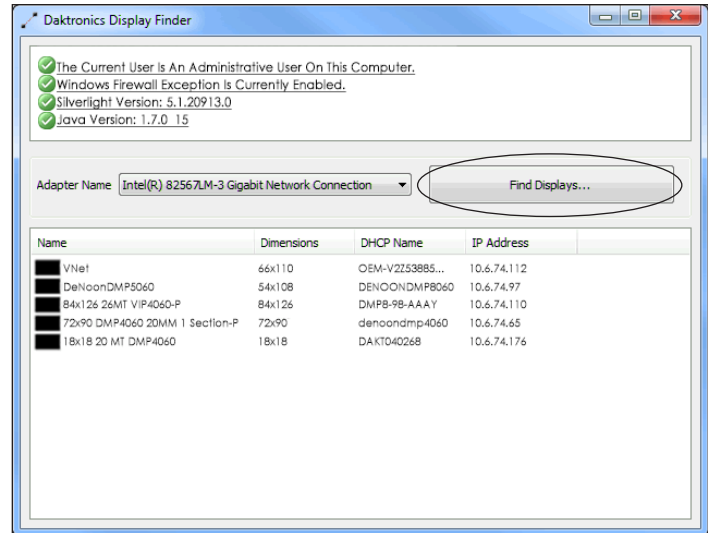 Daktronics Display Finder
The Current User Is An Administrative User On This Computer.
Windows Firewall Exception Is Currently Enabled.
Silverlight Version: 5.1.20913.0
Java Version: 1.7.0_15
Adapter Name Intel(R) 82567LM-3 Gigabit Network Connection Find Displays...
Name Dimensions DHCP Name IP Address
VNet 66x110 OEM-V2Z53885... 10.6.74.112
DeNoonDMP5060 54x108 DENOONDMP8060 10.6.74.97
84x126 26MT VIP4060-P 84x126 DMP8-98-AAAY 10.6.74.110
72x90 DMP4060 20MM 1 Section-P 72x90 denoondmp4060 10.6.74.65
18x18 20 MT DMP4060 18x18 DAKT040268 10.6.74.176